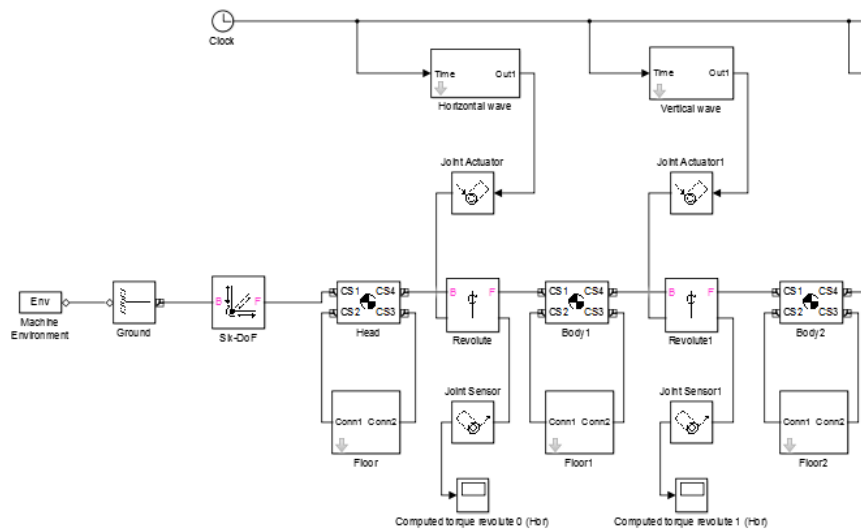 Clock
Time Out1
Horizontal wave
Time Out1
Vertical wave
Joint Actuator
Joint Actuator1
Env
Machine
Environment
Ground
B F
Six-DoF
CS1 CS4
CS2 CS3
Head
B F
Revolute
CS1 CS4
CS2 CS3
Body1
B F
Revolute1
CS1 CS4
CS2 CS3
Body2
Conn1 Conn2
Floor
Joint Sensor
Conn1 Conn2
Floor1
Joint Sensor1
Conn1 Conn2
Floor2
Computed torque revolute 0 (Hor)
Computed torque revolute 1 (Hor)